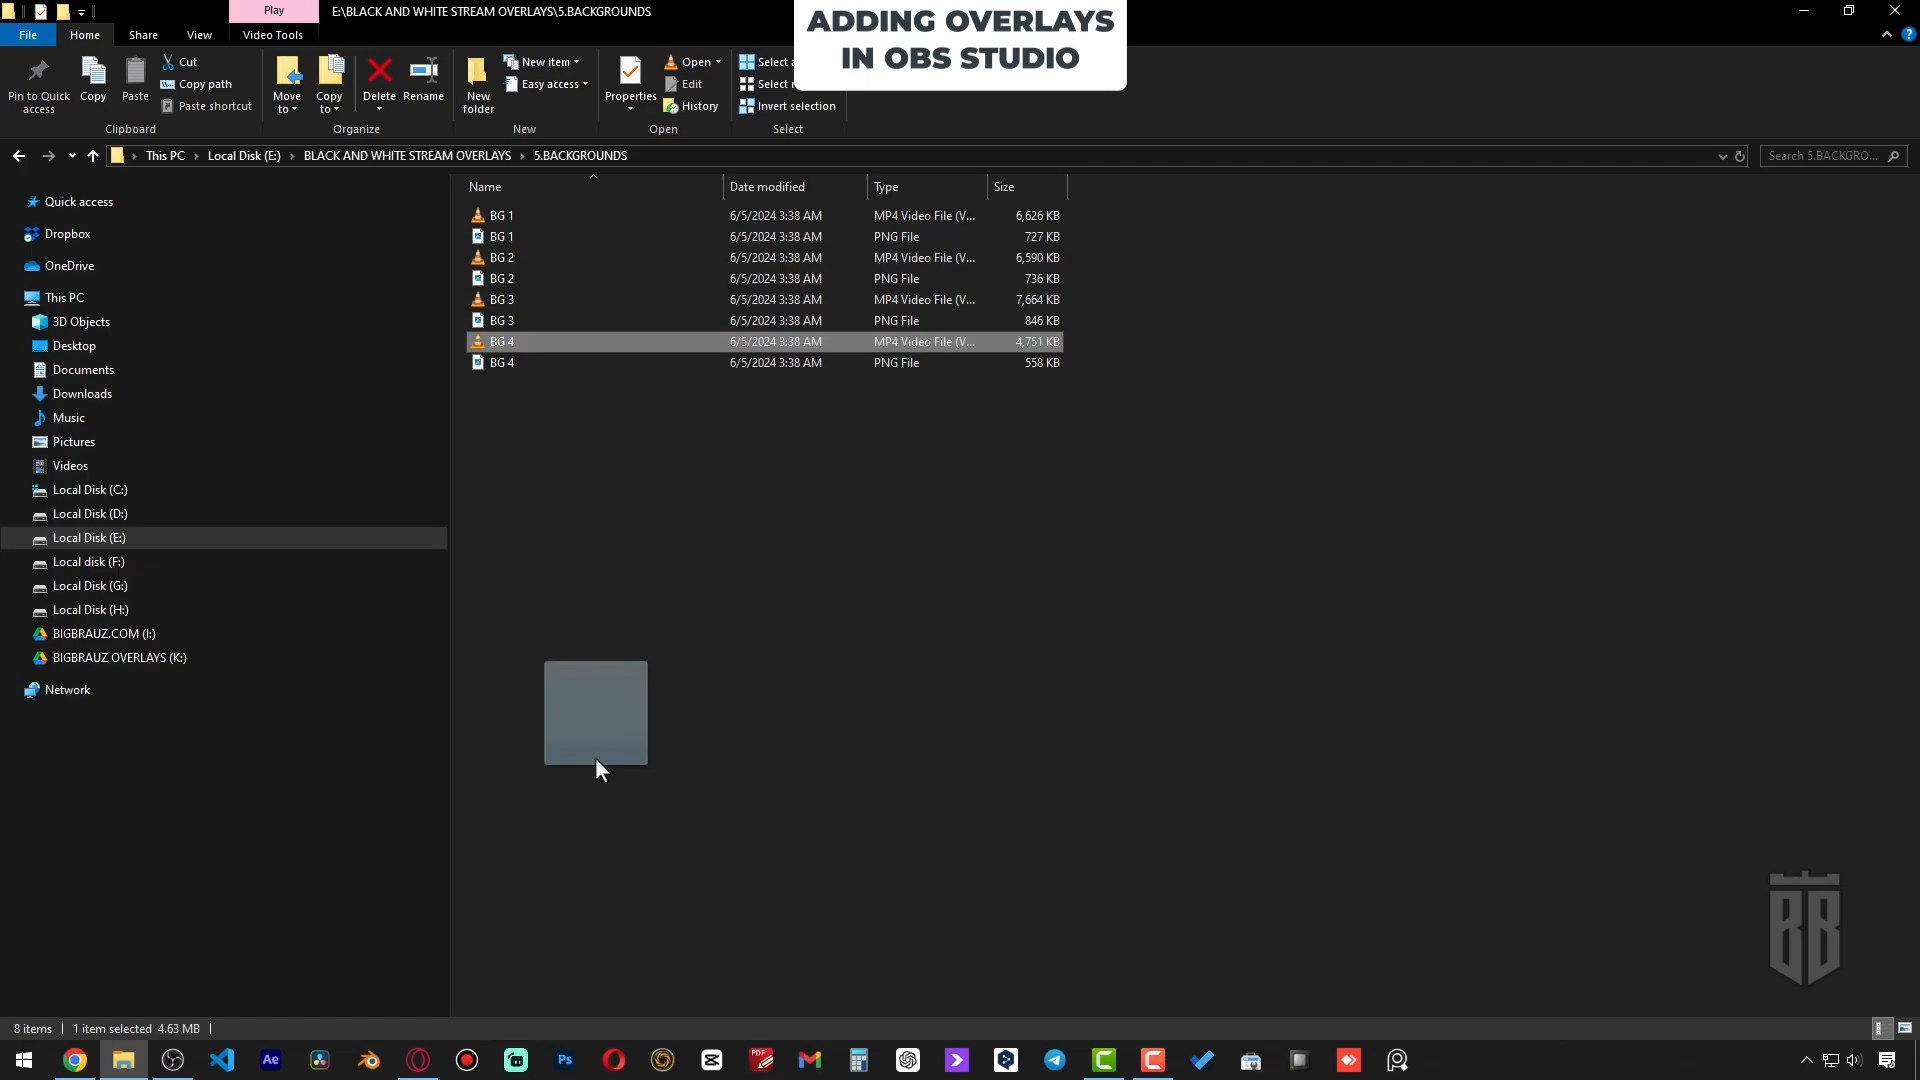 Play
E:\BLACK AND WHITE STREAM OVERLAYS\5.BACKGROUNDS
ADDING OVERLAYS
IN OBS STUDIO
File
Home
Share
View
Video Tools
Pin to Quick
access
Copy
Paste
Cut
Copy path
Paste shortcut
Clipboard
Move
to
Copy
to
Delete
Rename
Organize
New
folder
New item
Easy access
New
Properties
Open
Edit
History
Open
Select
Select
Invert selection
Select
This PC
Local Disk (E:)
BLACK AND WHITE STREAM OVERLAYS
5.BACKGROUNDS
Search 5.BACKGRO...
Quick access
Dropbox
OneDrive
This PC
3D Objects
Desktop
Documents
Downloads
Music
Pictures
Videos
Local Disk (C:)
Local Disk (D:)
Local Disk (E:)
Local disk (F:)
Local Disk (G:)
Local Disk (H:)
BIGBRAUZ.COM (I:)
BIGBRAUZ OVERLAYS (K:)
Network
Name Date modified Type Size
BG 1 6/5/2024 3:38 AM MP4 Video File (V... 6,626 KB
BG 1 6/5/2024 3:38 AM PNG File 727 KB
BG 2 6/5/2024 3:38 AM MP4 Video File (V... 6,590 KB
BG 2 6/5/2024 3:38 AM PNG File 736 KB
BG 3 6/5/2024 3:38 AM MP4 Video File (V... 7,664 KB
BG 3 6/5/2024 3:38 AM PNG File 846 KB
BG 4 6/5/2024 3:38 AM MP4 Video File (V... 4,751 KB
BG 4 6/5/2024 3:38 AM PNG File 558 KB
BB
8 items
1 item selected 4.63 MB
Ae
Ps
PDF